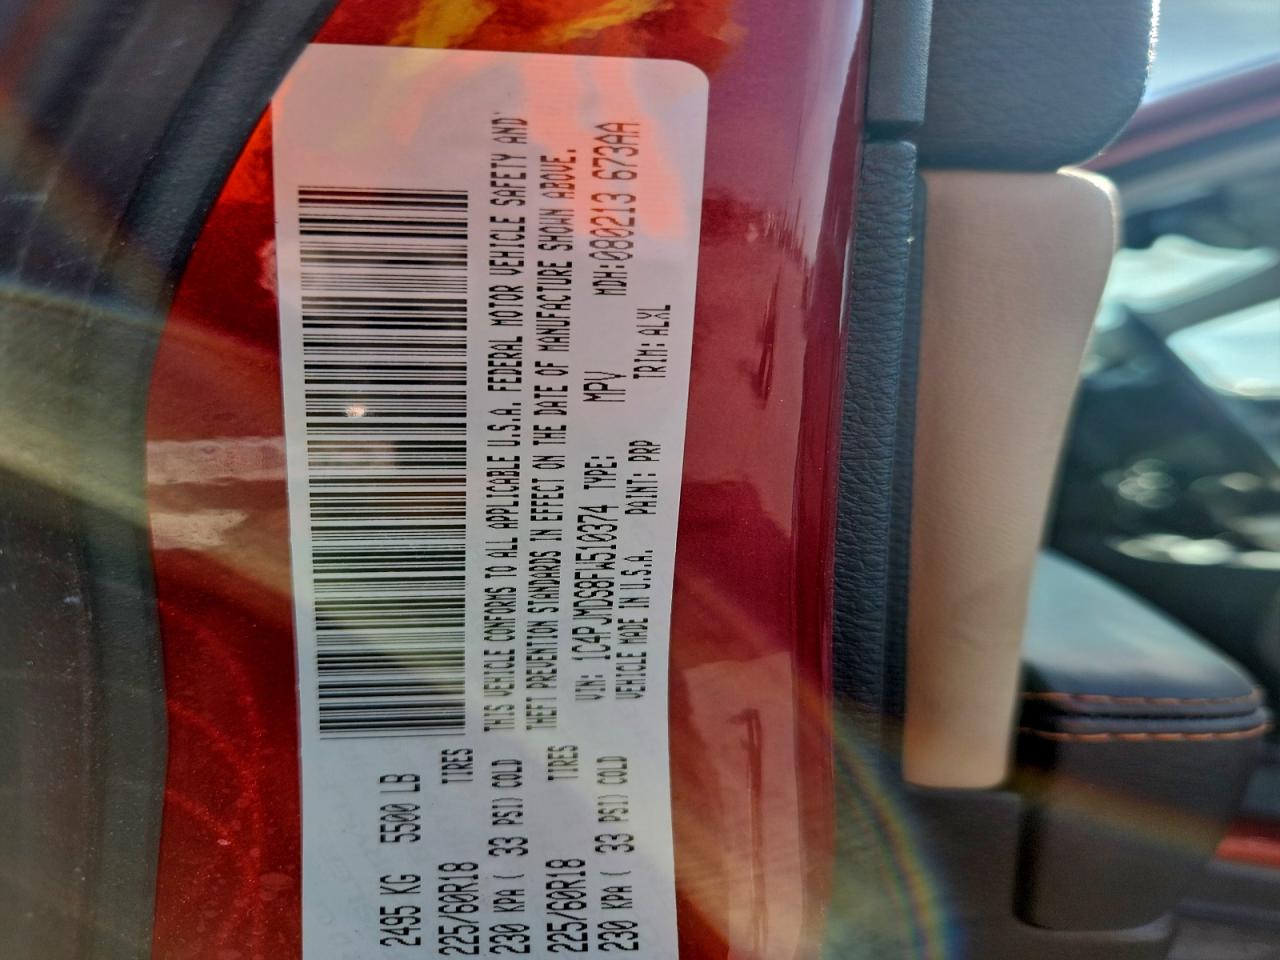 2495 KG 5500 LB
225/60R18 TIRES
230 KPA ( 33 PSI) COLD
225/60R18 TIRES
230 KPA ( 33 PSI) COLD
THIS VEHICLE CONFORMS TO ALL APPLICABLE U.S.A. FEDERAL MOTOR VEHICLE SAFETY AND
THEFT PREVENTION STANDARDS IN EFFECT ON THE DATE OF MANUFACTURE SHOWN ABOVE.
VIN: 1C4PJMDS8FW510374 TYPE: MPV MDH:080213 673AA
VEHICLE MADE IN U.S.A. PAINT: PRP TRIM: ALXL